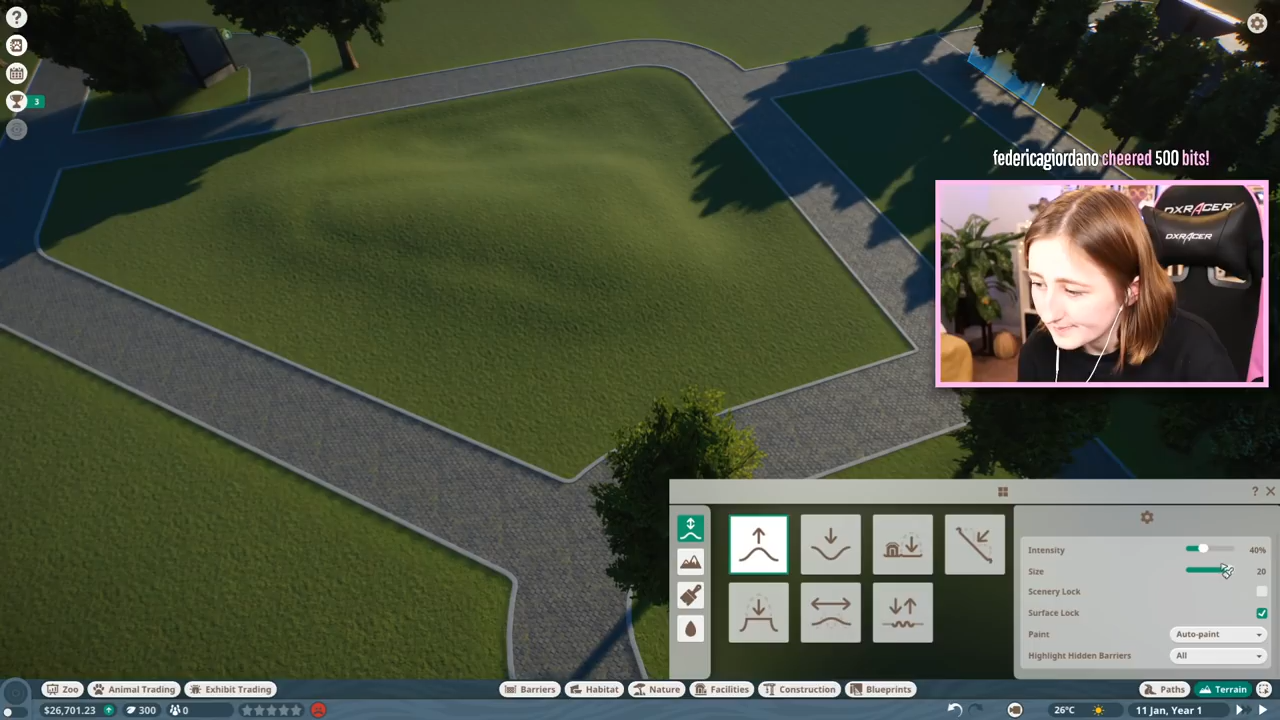 ?
3
federicagiordano cheered 500 bits!
DXRACER
DXRACER
? X
Intensity 40%
Size 20
Scenery Lock
Surface Lock
Paint Auto-paint
Highlight Hidden Barriers All
Zoo Animal Trading Exhibit Trading Barriers Habitat Nature Facilities Construction Blueprints Paths Terrain
$26,701.23 300 0 26°C 11 Jan, Year 1